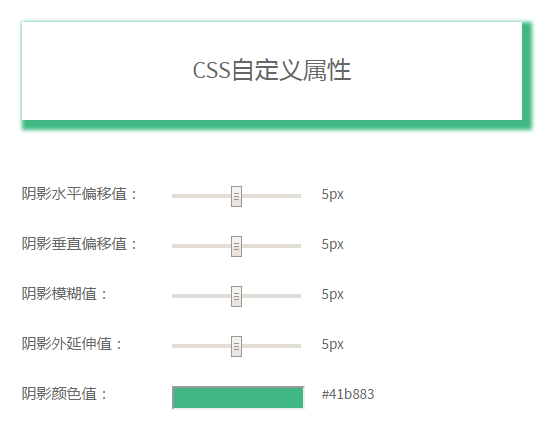 CSS自定义属性
阴影水平偏移值： 5px
阴影垂直偏移值： 5px
阴影模糊值： 5px
阴影外延伸值： 5px
阴影颜色值： #41b883